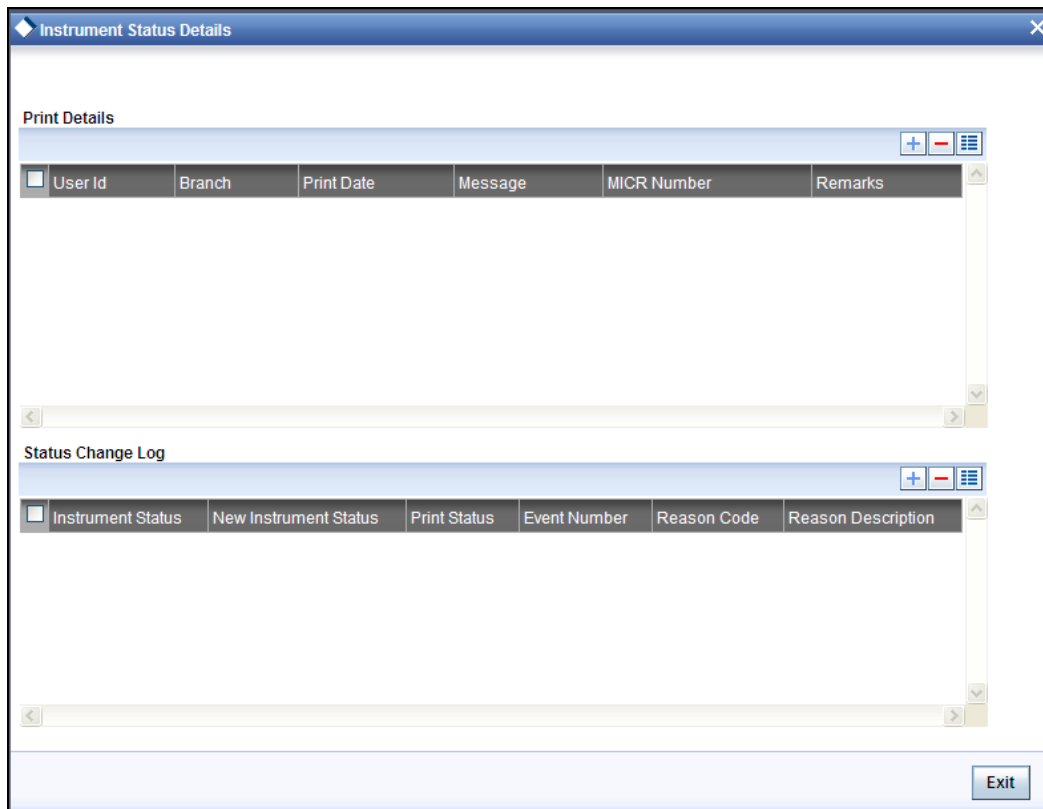 Instrument Status Details
Print Details
User Id Branch Print Date Message MICR Number Remarks
Status Change Log
Instrument Status New Instrument Status Print Status Event Number Reason Code Reason Description
Exit